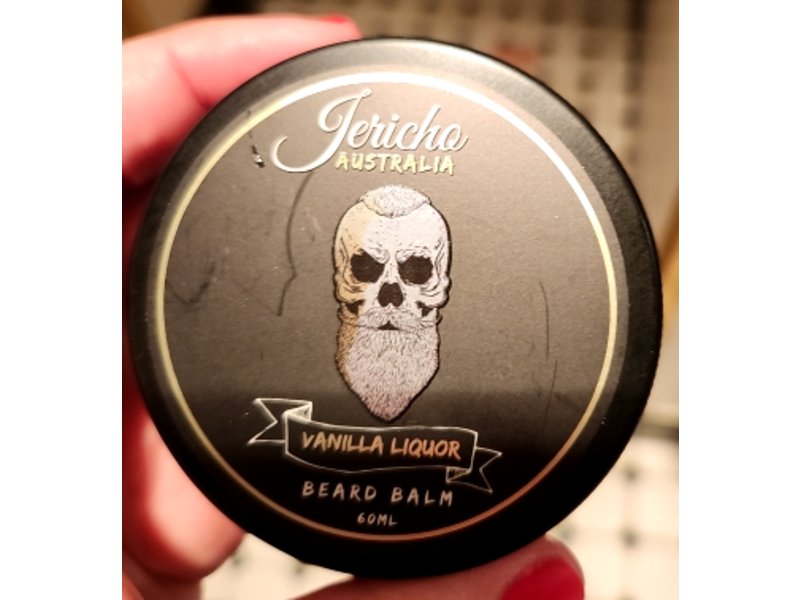 Jericho
AUSTRALIA
VANILLA LIQUOR
BEARD BALM
60ML